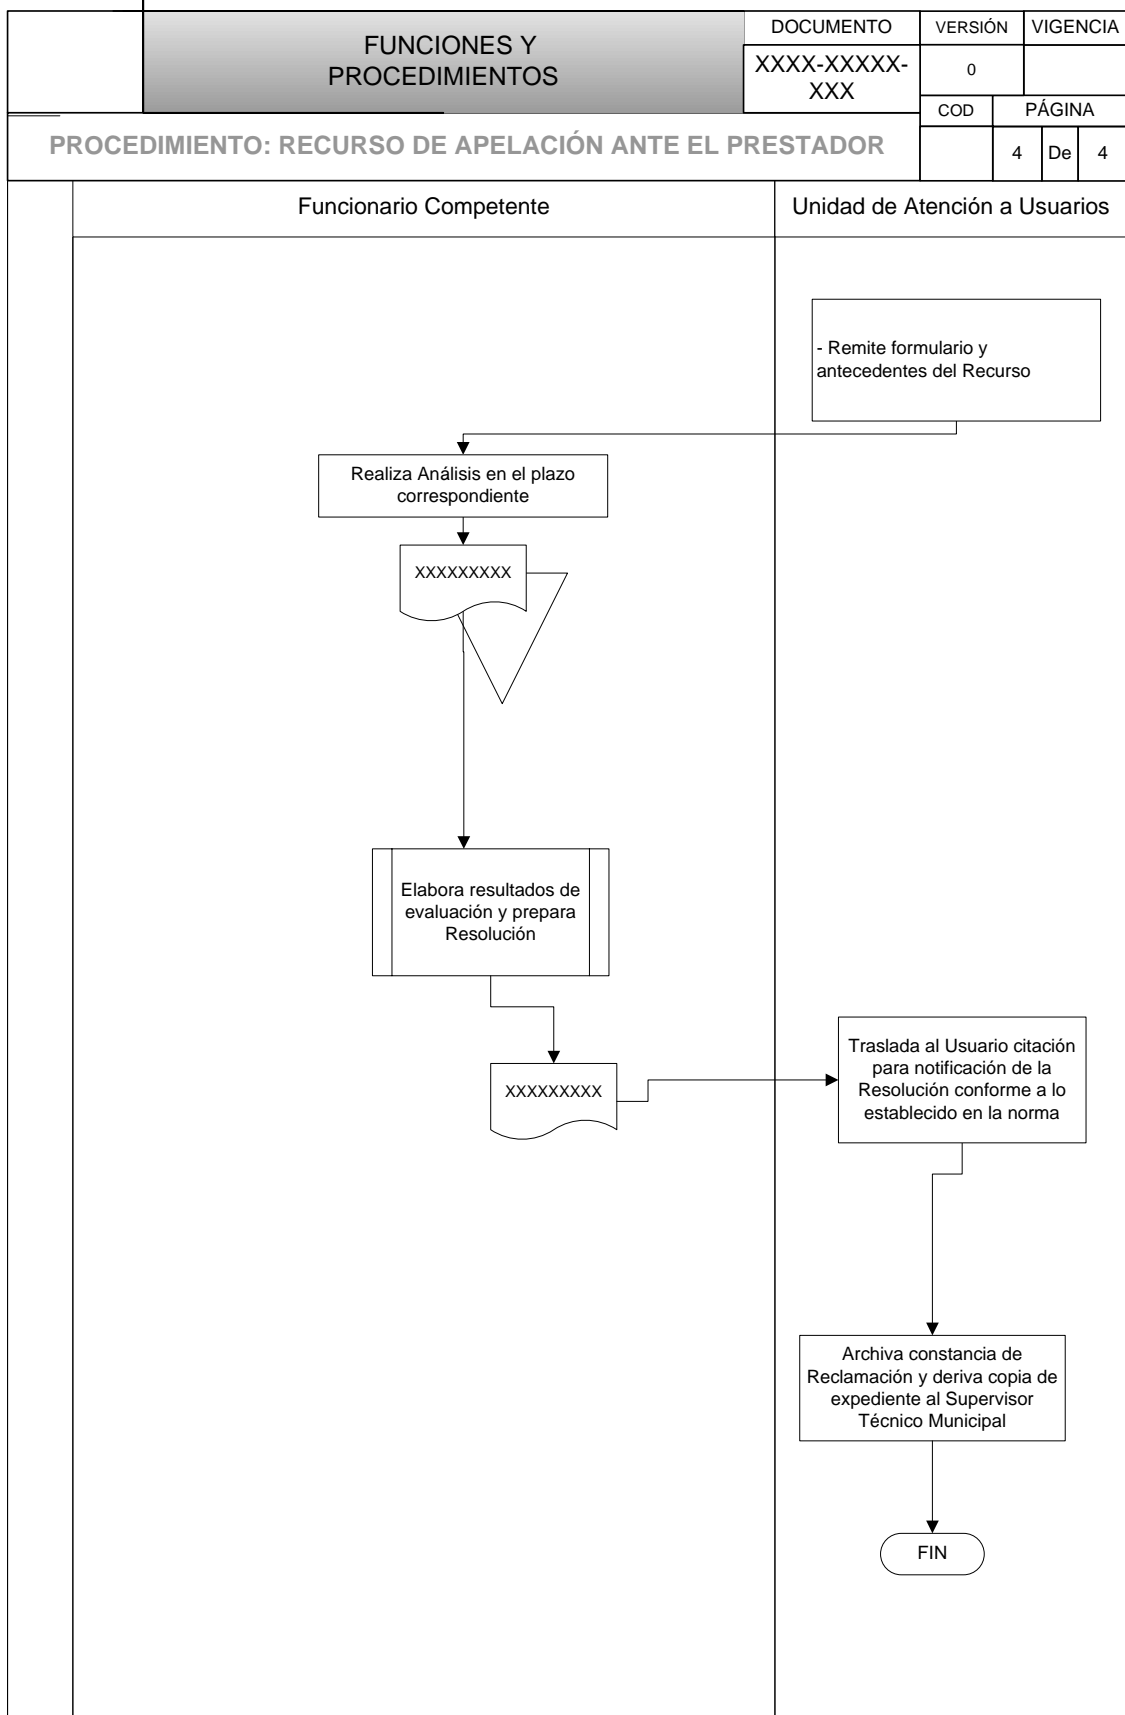 FUNCIONES Y
PROCEDIMIENTOS
DOCUMENTO
XXXX-XXXXX-
XXX
VERSIÓN
VIGENCIA
0
COD
PÁGINA
4
De
4
PROCEDIMIENTO: RECURSO DE APELACIÓN ANTE EL PRESTADOR
Funcionario Competente
Unidad de Atención a Usuarios
- Remite formulario y
antecedentes del Recurso
Realiza Análisis en el plazo
correspondiente
XXXXXXXXX
Elabora resultados de
evaluación y prepara
Resolución
XXXXXXXXX
Traslada al Usuario citación
para notificación de la
Resolución conforme a lo
establecido en la norma
Archiva constancia de
Reclamación y deriva copia de
expediente al Supervisor
Técnico Municipal
FIN